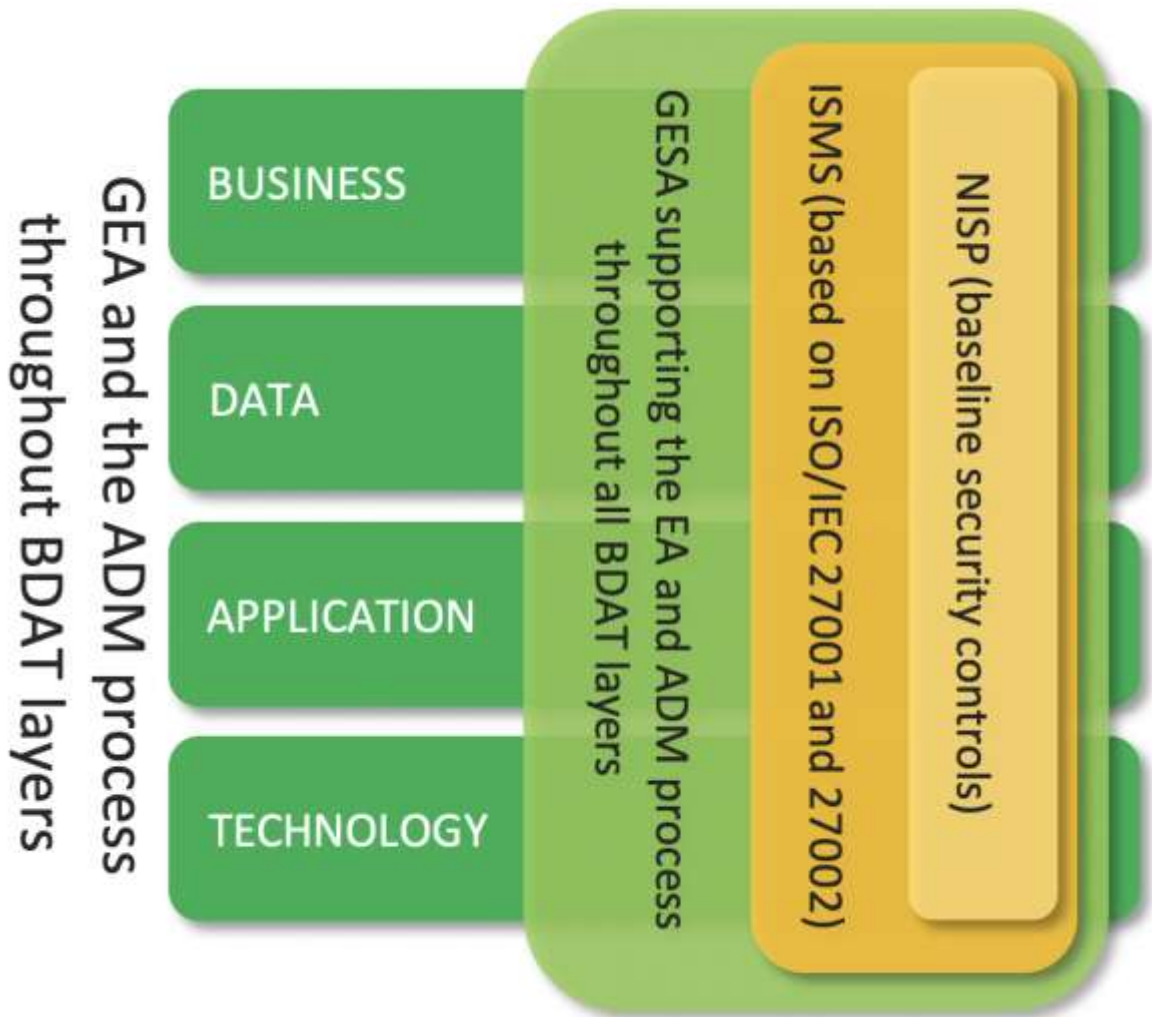 GEA and the ADM process
throughout BDAT layers
BUSINESS
DATA
APPLICATION
TECHNOLOGY
GESA supporting the EA and ADM process
throughout all BDAT layers
ISMS (based on ISO/IEC 27001 and 27002)
NISP (baseline security controls)